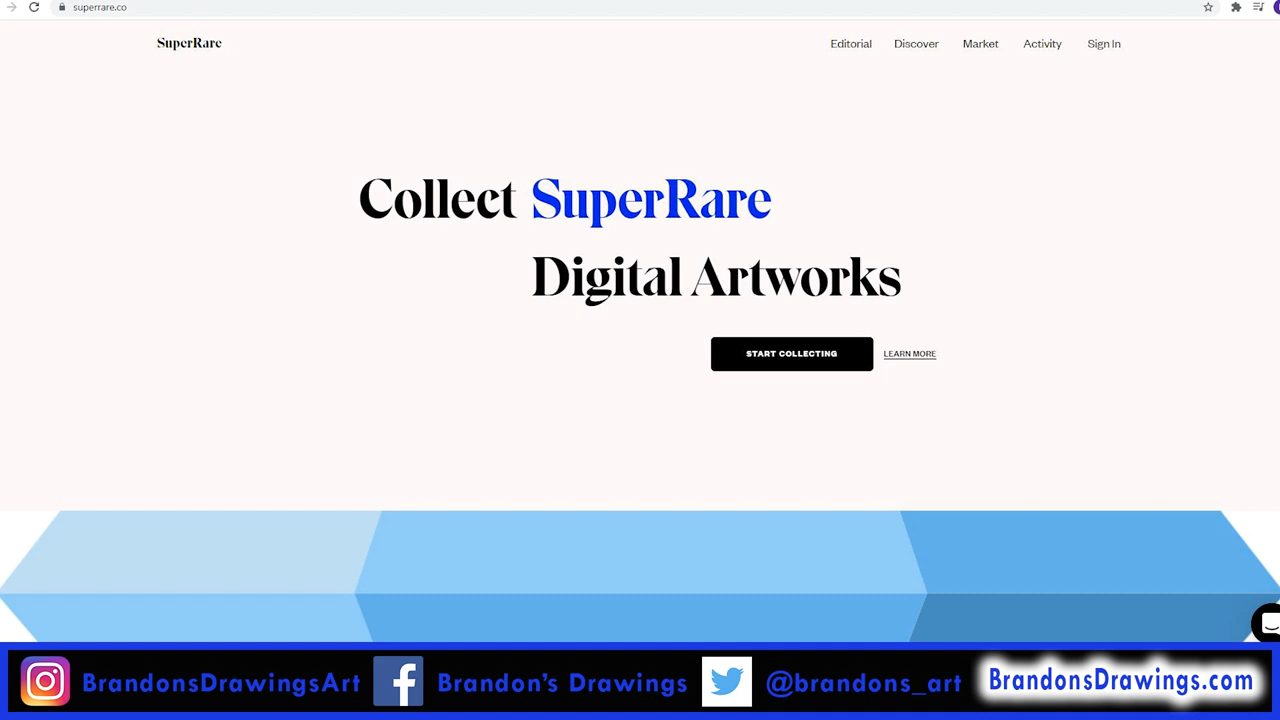 superrare.co
SuperRare
Editorial Discover Market Activity Sign In
Collect SuperRare
Digital Artworks
START COLLECTING LEARN MORE
BrandonsDrawingsArt Brandon's Drawings @brandons_art BrandonsDrawings.com